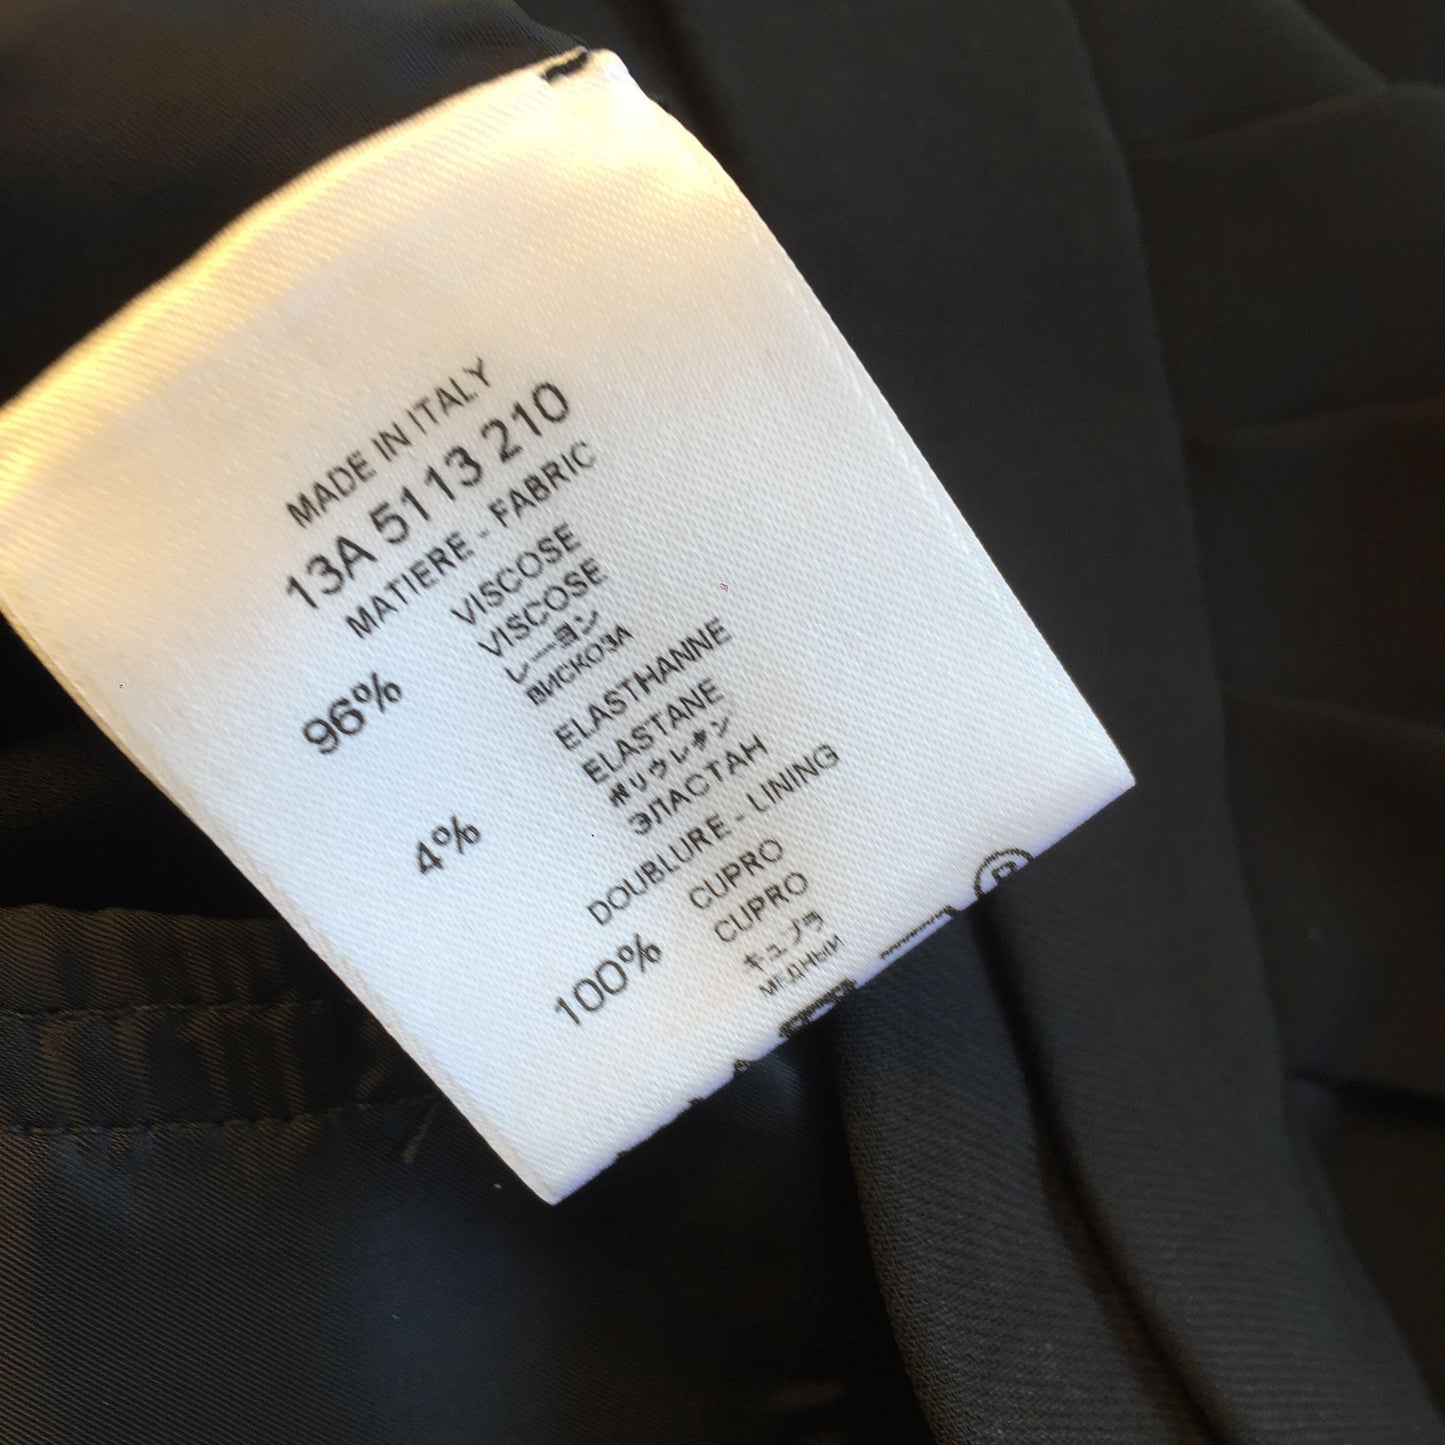 MADE IN ITALY
13A 5113 210
MATIERE - FABRIC
96% VISCOSE
VISCOSE
レーヨン
ВИСКОЗА
4% ELASTHANNE
ELASTANE
ポリウレタン
ЭЛАСТАН
DOUBLURE - LINING
100% CUPRO
CUPRO
キュプラ
МЕДНЫЙ